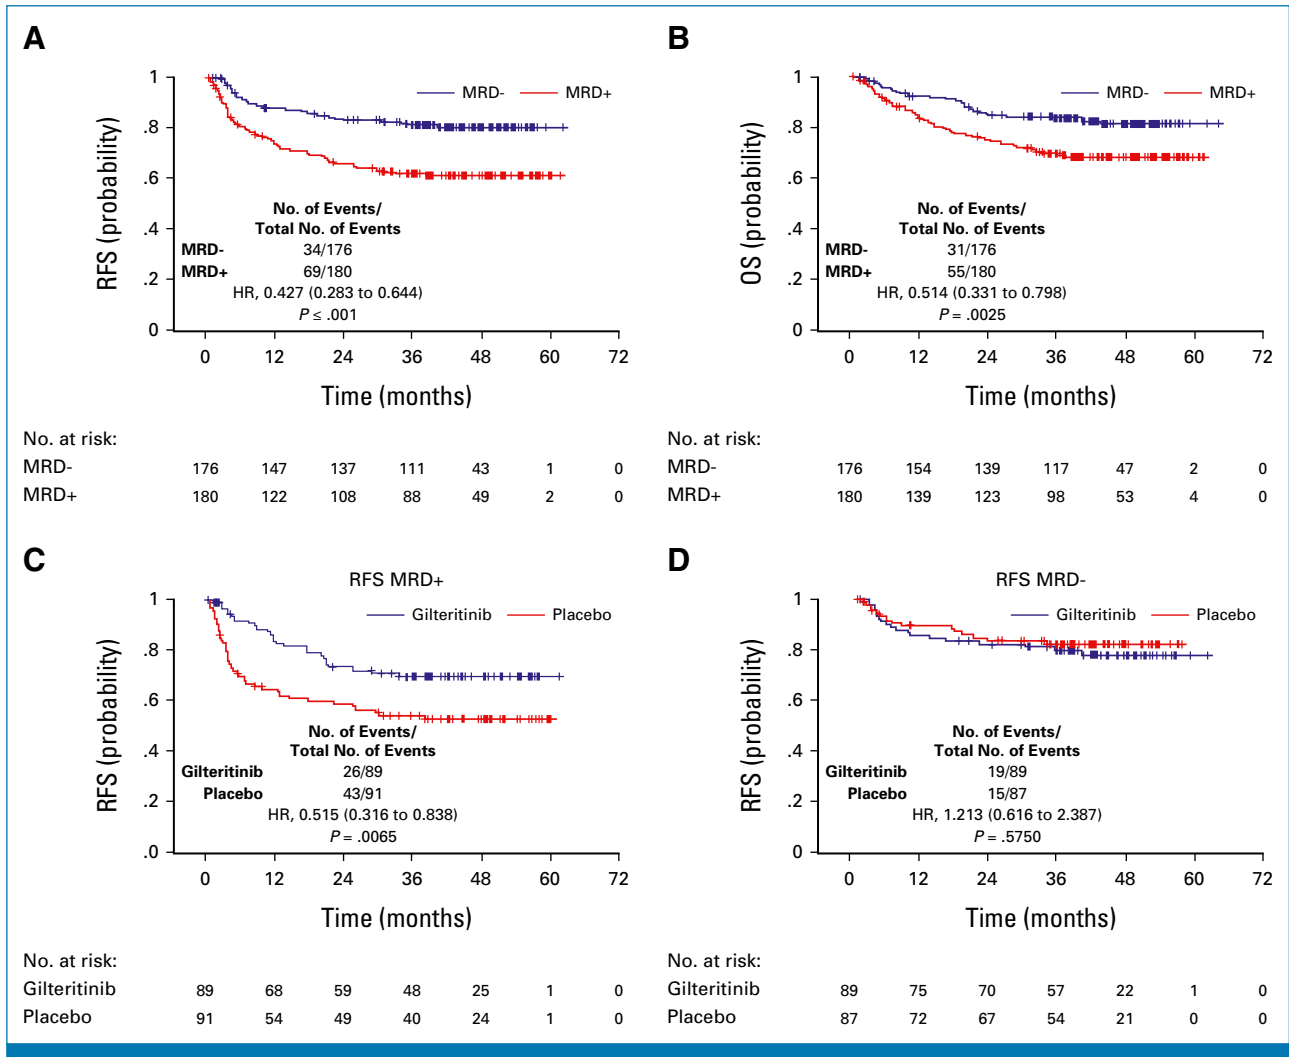 A
1
.8
.6
.4
.2
0
RFS (probability)
MRD-
MRD+
No. of Events/
Total No. of Events
MRD- 34/176
MRD+ 69/180
HR, 0.427 (0.283 to 0.644)
P ≤ .001
0 12 24 36 48 60 72
Time (months)
No. at risk:
MRD- 176 147 137 111 43 1 0
MRD+ 180 122 108 88 49 2 0
B
1
.8
.6
.4
.2
0
OS (probability)
MRD-
MRD+
No. of Events/
Total No. of Events
MRD- 31/176
MRD+ 55/180
HR, 0.514 (0.331 to 0.798)
P = .0025
0 12 24 36 48 60 72
Time (months)
No. at risk:
MRD- 176 154 139 117 47 2 0
MRD+ 180 139 123 98 53 4 0
C
RFS MRD+
1
.8
.6
.4
.2
.0
RFS (probability)
Gilteritinib
Placebo
No. of Events/
Total No. of Events
Gilteritinib 26/89
Placebo 43/91
HR, 0.515 (0.316 to 0.838)
P = .0065
0 12 24 36 48 60 72
Time (months)
No. at risk:
Gilteritinib 89 68 59 48 25 1 0
Placebo 91 54 49 40 24 1 0
D
RFS MRD-
1
.8
.6
.4
.2
0
RFS (probability)
Gilteritinib
Placebo
No. of Events/
Total No. of Events
Gilteritinib 19/89
Placebo 15/87
HR, 1.213 (0.616 to 2.387)
P = .5750
0 12 24 36 48 60 72
Time (months)
No. at risk:
Gilteritinib 89 75 70 57 22 1 0
Placebo 87 72 67 54 21 0 0